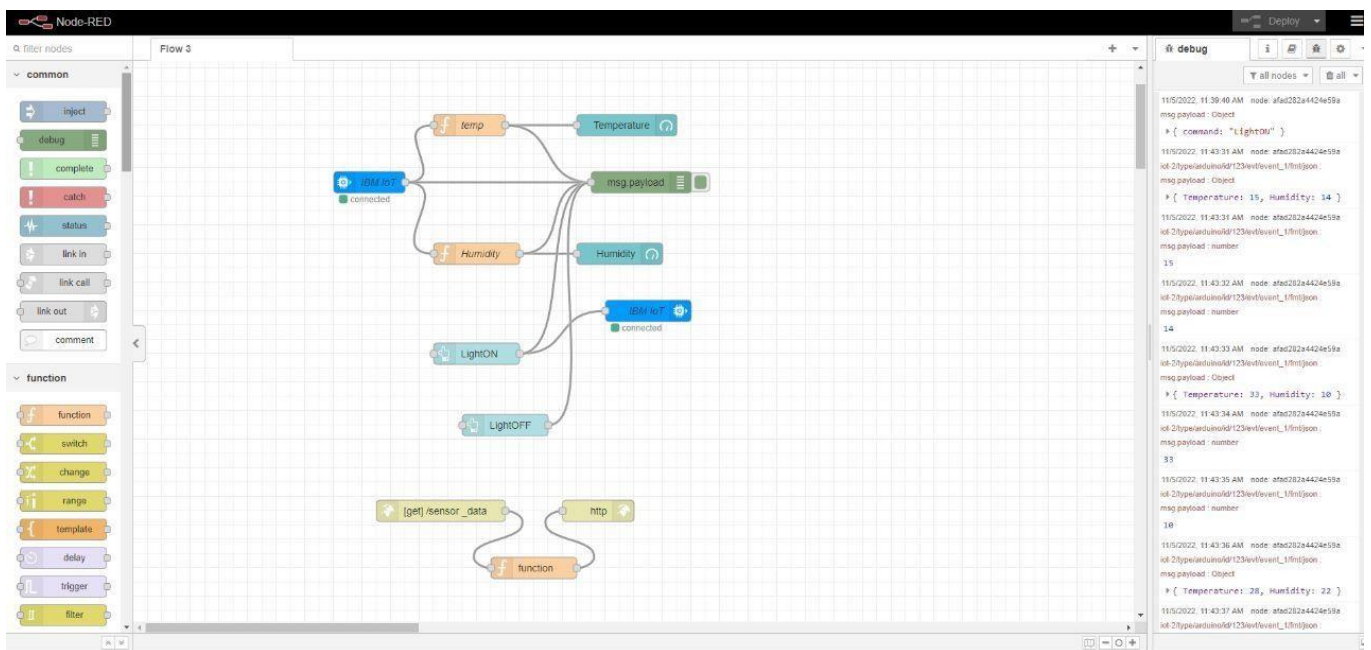 Node-RED
Deploy
filter nodes
Flow 3
debug
all nodes
all
common
inject
debug
complete
catch
status
link in
link call
link out
comment
function
function
switch
change
range
template
delay
trigger
filter
temp
Temperature
IBM IoT
connected
msg.payload
Humidity
Humidity
IBM IoT
connected
LightON
LightOFF
[get] /sensor _data
http
function
11/5/2022, 11:39:40 AM node: afad282a4424e59a
msg.payload : Object
{ command: "LightON" }
11/5/2022, 11:43:31 AM node: afad282a4424e59a
iot-2/type/arduino/id/123/evt/event_1/fmt/json :
msg.payload : Object
{ Temperature: 15, Humidity: 14 }
11/5/2022, 11:43:31 AM node: afad282a4424e59a
iot-2/type/arduino/id/123/evt/event_1/fmt/json :
msg.payload : number
15
11/5/2022, 11:43:32 AM node: afad282a4424e59a
iot-2/type/arduino/id/123/evt/event_1/fmt/json :
msg.payload : number
14
11/5/2022, 11:43:33 AM node: afad282a4424e59a
iot-2/type/arduino/id/123/evt/event_1/fmt/json :
msg.payload : Object
{ Temperature: 33, Humidity: 10 }
11/5/2022, 11:43:34 AM node: afad282a4424e59a
iot-2/type/arduino/id/123/evt/event_1/fmt/json :
msg.payload : number
33
11/5/2022, 11:43:35 AM node: afad282a4424e59a
iot-2/type/arduino/id/123/evt/event_1/fmt/json :
msg.payload : number
10
11/5/2022, 11:43:36 AM node: afad282a4424e59a
iot-2/type/arduino/id/123/evt/event_1/fmt/json :
msg.payload : Object
{ Temperature: 28, Humidity: 22 }
11/5/2022, 11:43:37 AM node: afad282a4424e59a
iot-2/type/arduino/id/123/evt/event_1/fmt/json :